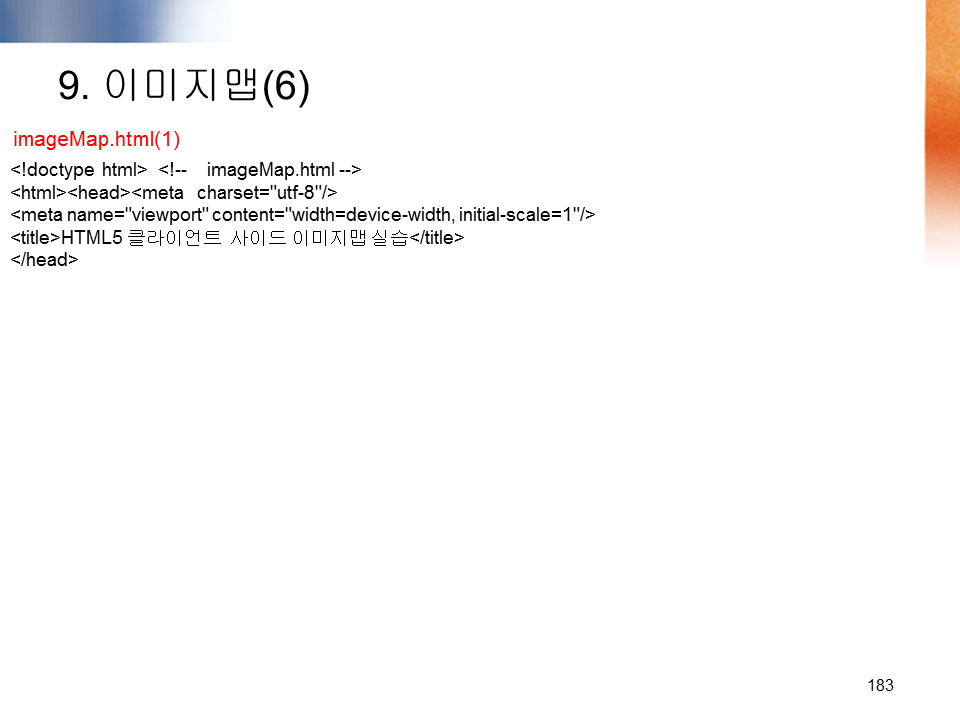 9. 이미지맵(6)
imageMap.html(1)
<!doctype html> <!-- imageMap.html -->
<html><head><meta charset="utf-8"/>
<meta name="viewport" content="width=device-width, initial-scale=1"/>
<title>HTML5 클라이언트 사이드 이미지맵 실습</title>
</head>
183